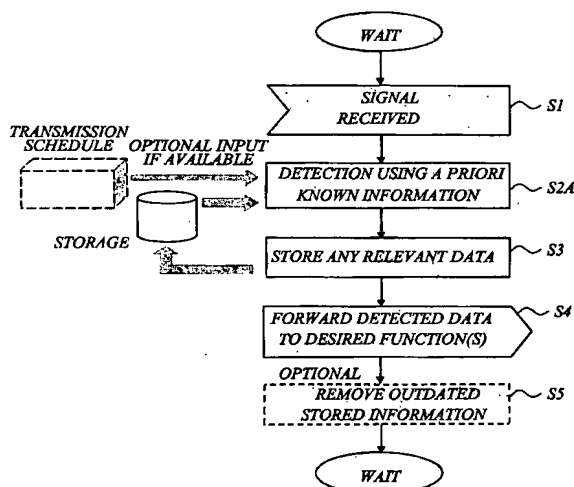 WAIT
SIGNAL
RECEIVED
S1
TRANSMISSION
SCHEDULE
OPTIONAL INPUT
IF AVAILABLE
DETECTION USING A PRIORI
KNOWN INFORMATION
S2A
STORAGE
STORE ANY RELEVANT DATA
S3
FORWARD DETECTED DATA
TO DESIRED FUNCTION(S)
S4
OPTIONAL
REMOVE OUTDATED
STORED INFORMATION
S5
WAIT